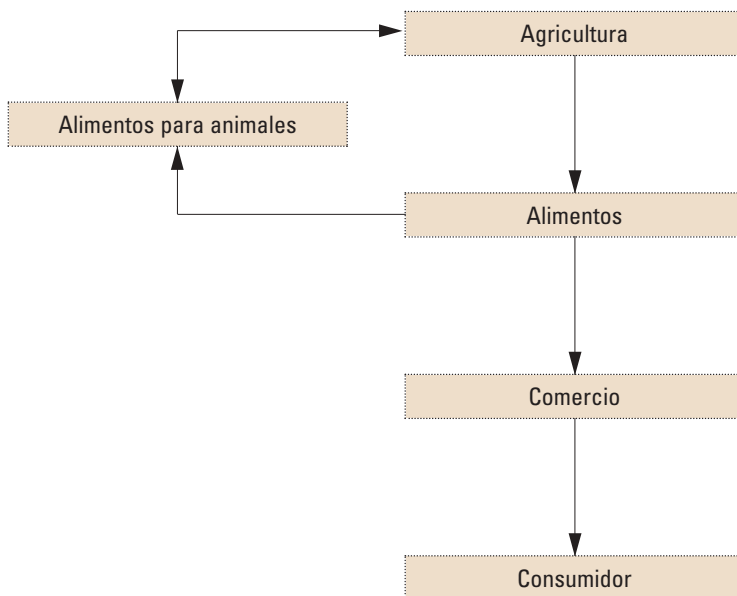 Agricultura
Alimentos para animales
Alimentos
Comercio
Consumidor